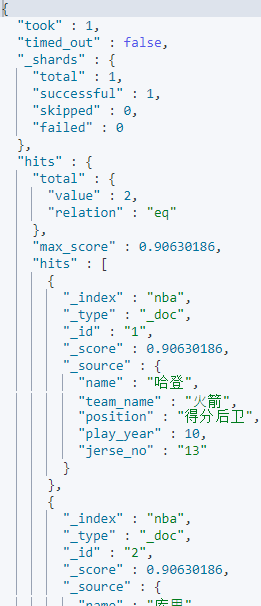 {
"took" : 1,
"timed_out" : false,
"_shards" : {
"total" : 1,
"successful" : 1,
"skipped" : 0,
"failed" : 0
},
"hits" : {
"total" : {
"value" : 2,
"relation" : "eq"
},
"max_score" : 0.90630186,
"hits" : [
{
"_index" : "nba",
"_type" : "_doc",
"_id" : "1",
"_score" : 0.90630186,
"_source" : {
"name" : "哈登",
"team_name" : "火箭",
"position" : "得分后卫",
"play_year" : 10,
"jerse_no" : "13"
}
},
{
"_index" : "nba",
"_type" : "_doc",
"_id" : "2",
"_score" : 0.90630186,
"_source" : {
"name" : "库里",